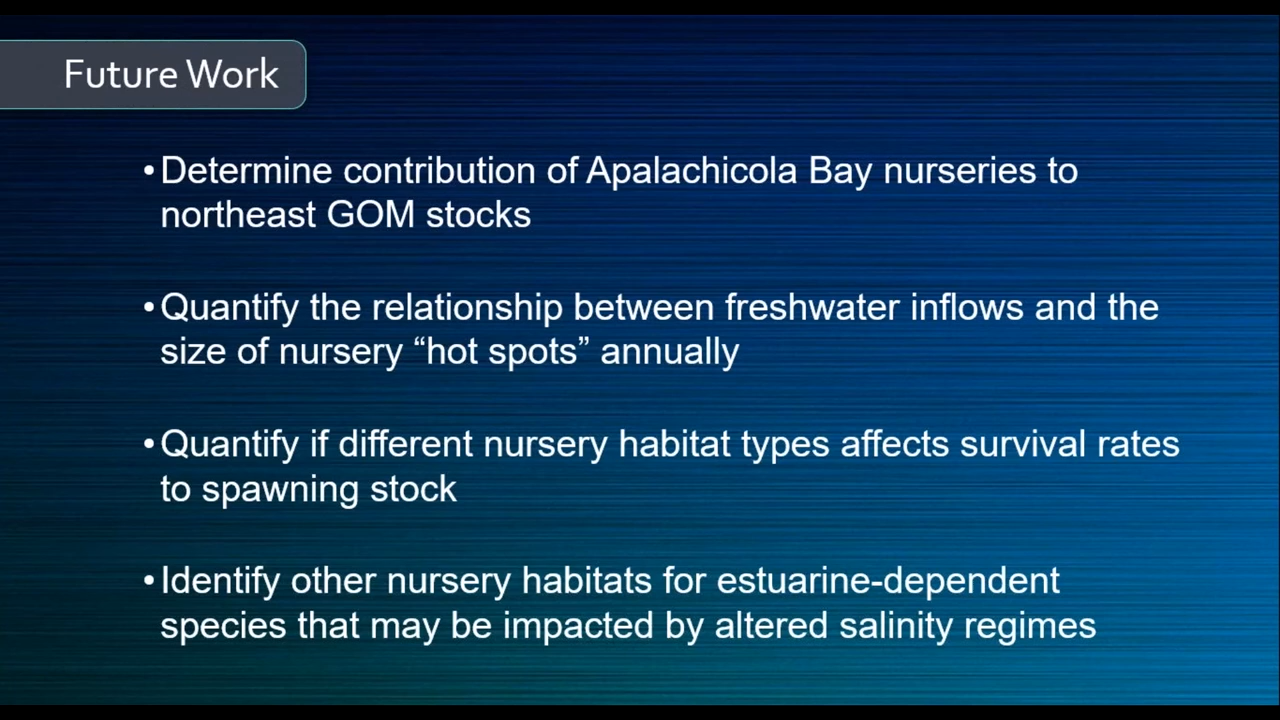 Future Work
•Determine contribution of Apalachicola Bay nurseries to
northeast GOM stocks
•Quantify the relationship between freshwater inflows and the
size of nursery “hot spots” annually
•Quantify if different nursery habitat types affects survival rates
to spawning stock
•Identify other nursery habitats for estuarine-dependent
species that may be impacted by altered salinity regimes